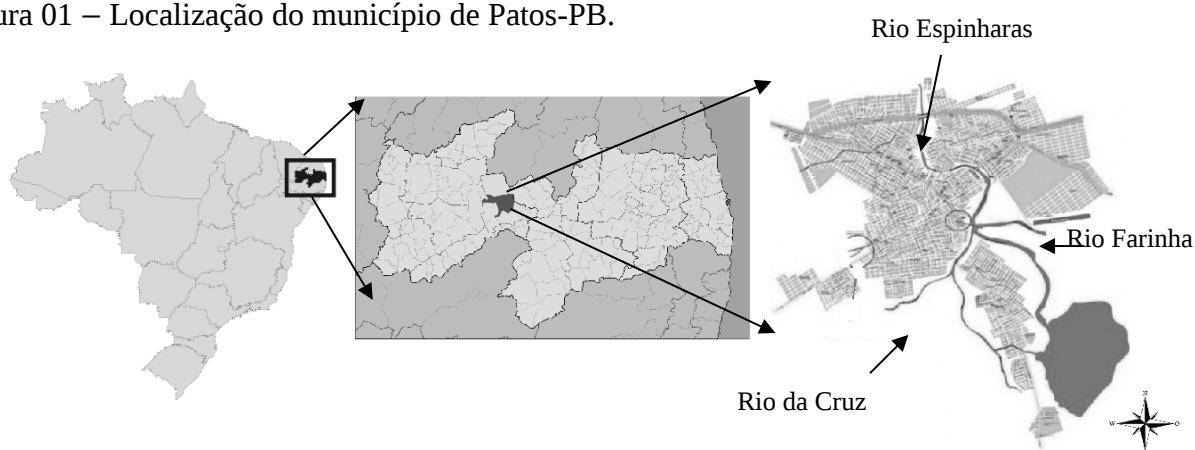 ura 01 – Localização do município de Patos-PB.
Rio Espinharas
Rio Farinha
Rio da Cruz
N
W
O
S